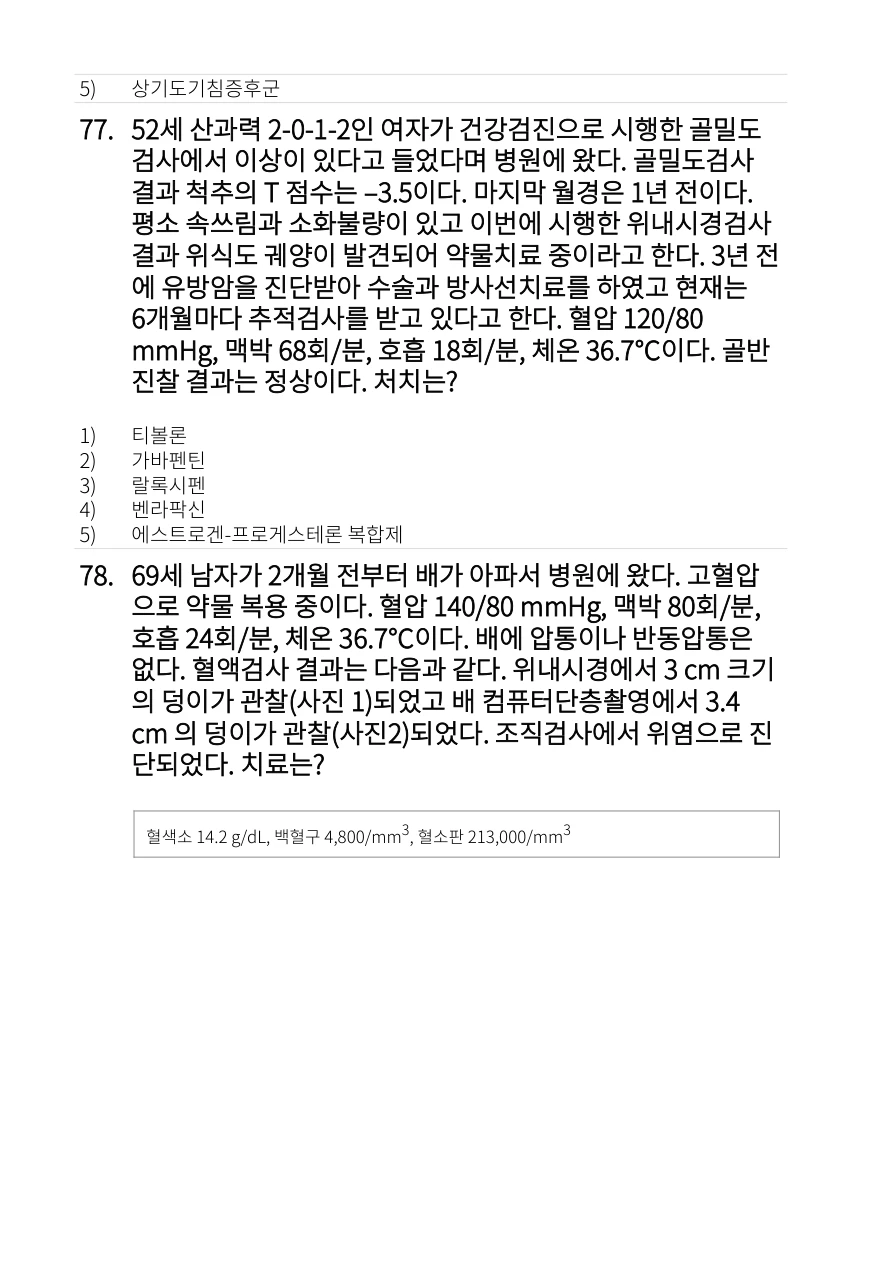 5) 상기도기침증후군
77. 52세 산과력 2-0-1-2인 여자가 건강검진으로 시행한 골밀도
검사에서 이상이 있다고 들었다며 병원에 왔다. 골밀도검사
결과 척추의 T 점수는 –3.5이다. 마지막 월경은 1년 전이다.
평소 속쓰림과 소화불량이 있고 이번에 시행한 위내시경검사
결과 위식도 궤양이 발견되어 약물치료 중이라고 한다. 3년 전
에 유방암을 진단받아 수술과 방사선치료를 하였고 현재는
6개월마다 추적검사를 받고 있다고 한다. 혈압 120/80
mmHg, 맥박 68회/분, 호흡 18회/분, 체온 36.7℃이다. 골반
진찰 결과는 정상이다. 처치는?
1) 티볼론
2) 가바펜틴
3) 랄록시펜
4) 벤라팍신
5) 에스트로겐-프로게스테론 복합제
78. 69세 남자가 2개월 전부터 배가 아파서 병원에 왔다. 고혈압
으로 약물 복용 중이다. 혈압 140/80 mmHg, 맥박 80회/분,
호흡 24회/분, 체온 36.7℃이다. 배에 압통이나 반동압통은
없다. 혈액검사 결과는 다음과 같다. 위내시경에서 3 cm 크기
의 덩이가 관찰(사진 1)되었고 배 컴퓨터단층촬영에서 3.4
cm 의 덩이가 관찰(사진2)되었다. 조직검사에서 위염으로 진
단되었다. 치료는?
혈색소 14.2 g/dL, 백혈구 4,800/mm³, 혈소판 213,000/mm³